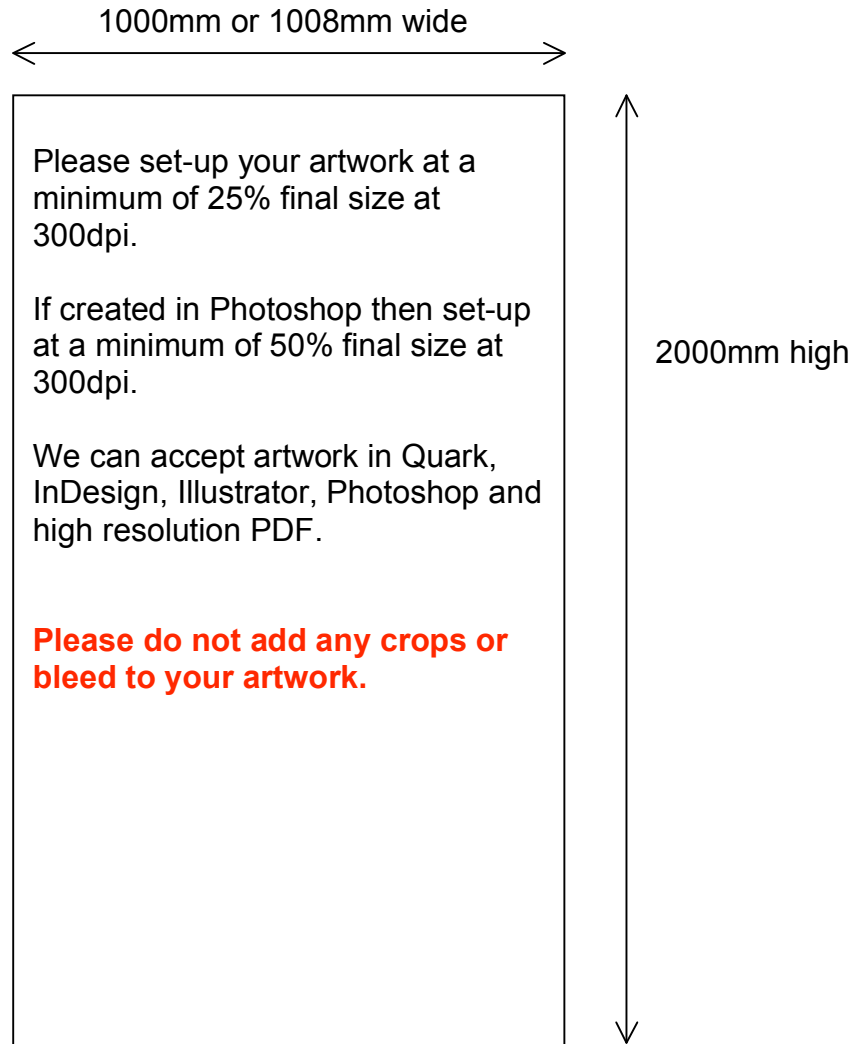 1000mm or 1008mm wide
Please set-up your artwork at a
minimum of 25% final size at
300dpi.
If created in Photoshop then set-up
at a minimum of 50% final size at
300dpi.
2000mm high
We can accept artwork in Quark,
InDesign, Illustrator, Photoshop and
high resolution PDF.
Please do not add any crops or
bleed to your artwork.